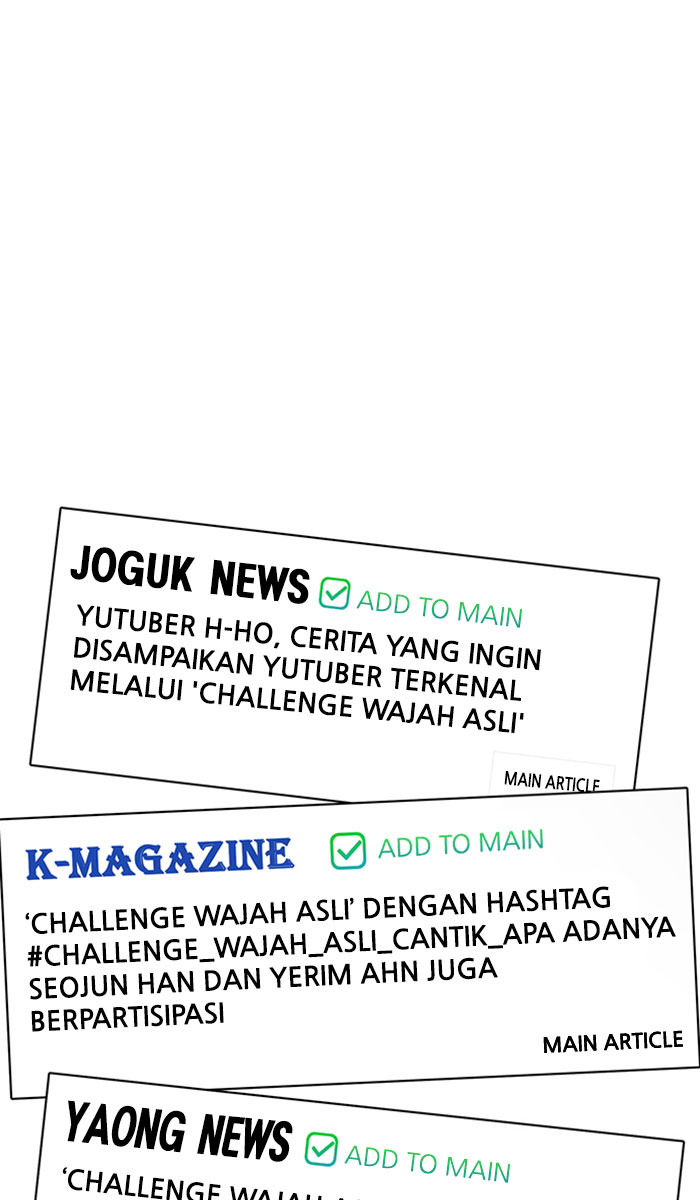 JOGUK NEWS ADD TO MAIN
YUTUBER H-HO, CERITA YANG INGIN
DISAMPAIKAN YUTUBER TERKENAL
MELALUI 'CHALLENGE WAJAH ASLI'
MAIN ARTICLE
K-MAGAZINE ADD TO MAIN
‘CHALLENGE WAJAH ASLI’ DENGAN HASHTAG
#CHALLENGE_WAJAH_ASLI_CANTIK_APA ADANYA
SEOJUN HAN DAN YERIM AHN JUGA
BERPARTISIPASI
MAIN ARTICLE
YAONG NEWS ADD TO MAIN
‘CHALLENGE WAJAH